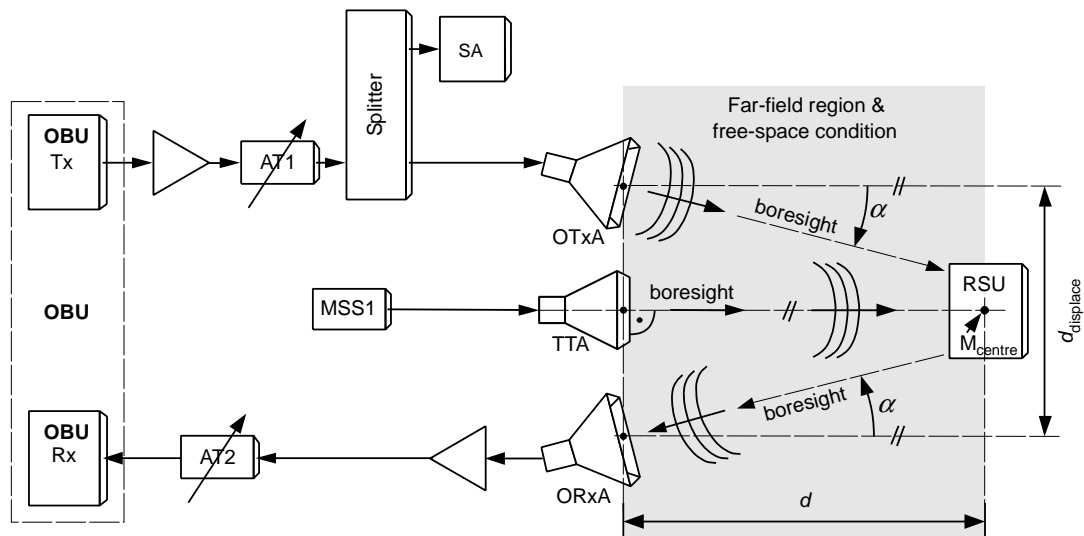 SA
Splitter
Far-field region &
free-space condition
OBU
Tx
AT1
OTxA
boresight
α
//
MSS1
TTA
boresight
//
RSU
M centre
d displace
OBU
boresight
α
//
OBU
Rx
AT2
ORxA
d